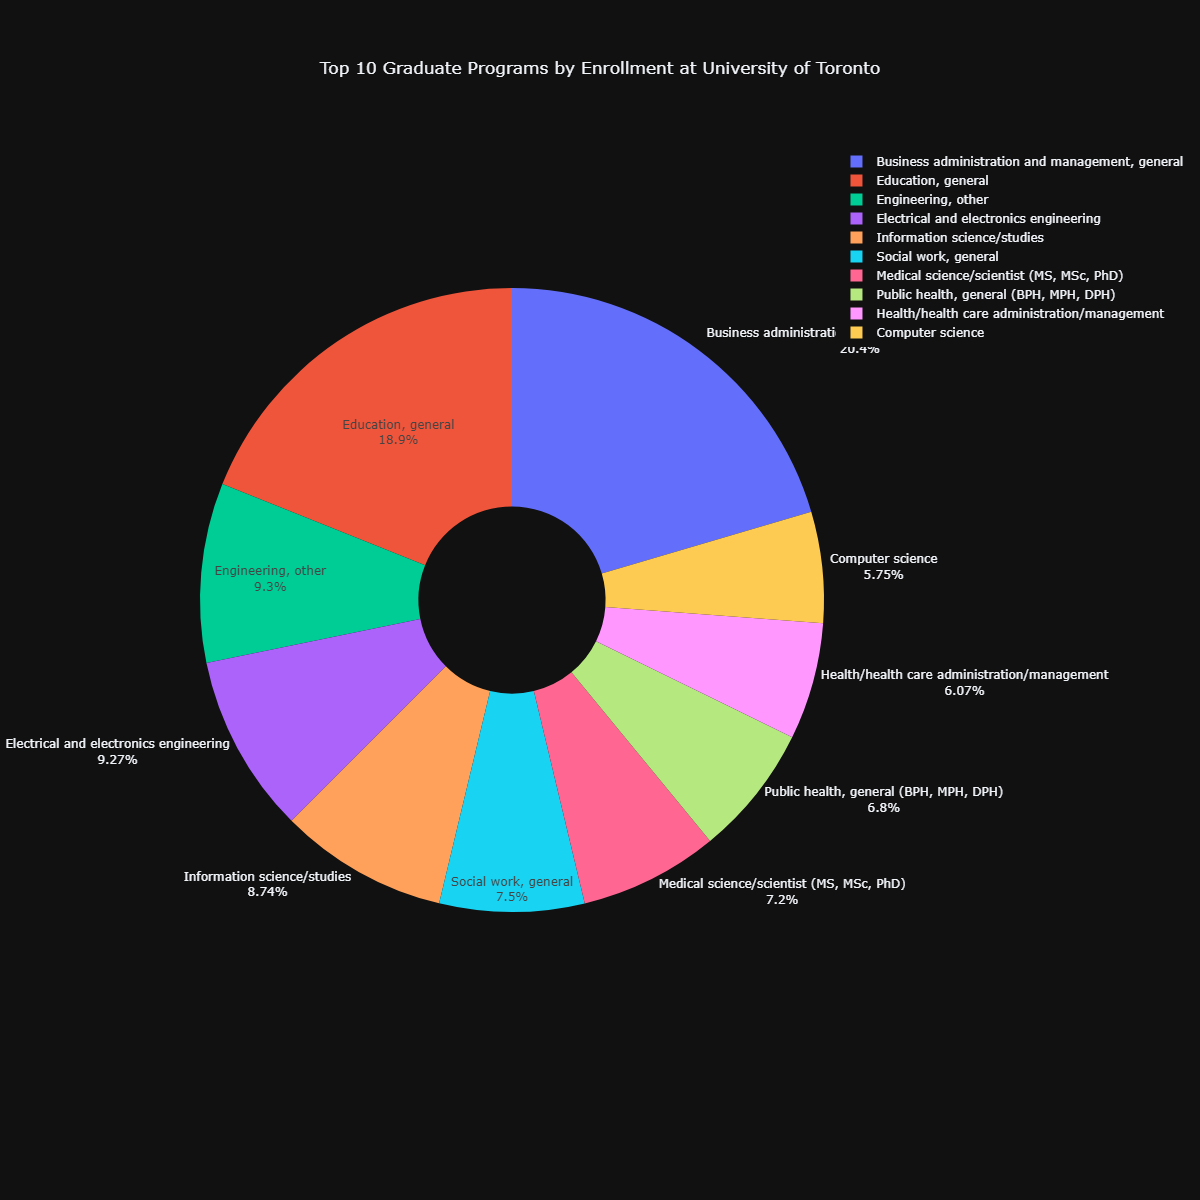 Top 10 Graduate Programs by Enrollment at University of Toronto
Business administration and management, general
Education, general
Engineering, other
Electrical and electronics engineering
Information science/studies
Social work, general
Medical science/scientist (MS, MSc, PhD)
Public health, general (BPH, MPH, DPH)
Health/health care administration/management
Computer science
Business
20.4%
Education, general
18.9%
Engineering, other
9.3%
Computer science
5.75%
Health/health care administration/management
6.07%
Electrical and electronics engineering
9.27%
Public health, general (BPH, MPH, DPH)
6.8%
Information science/studies
8.74%
Social work, general
7.5%
Medical science/scientist (MS, MSc, PhD)
7.2%